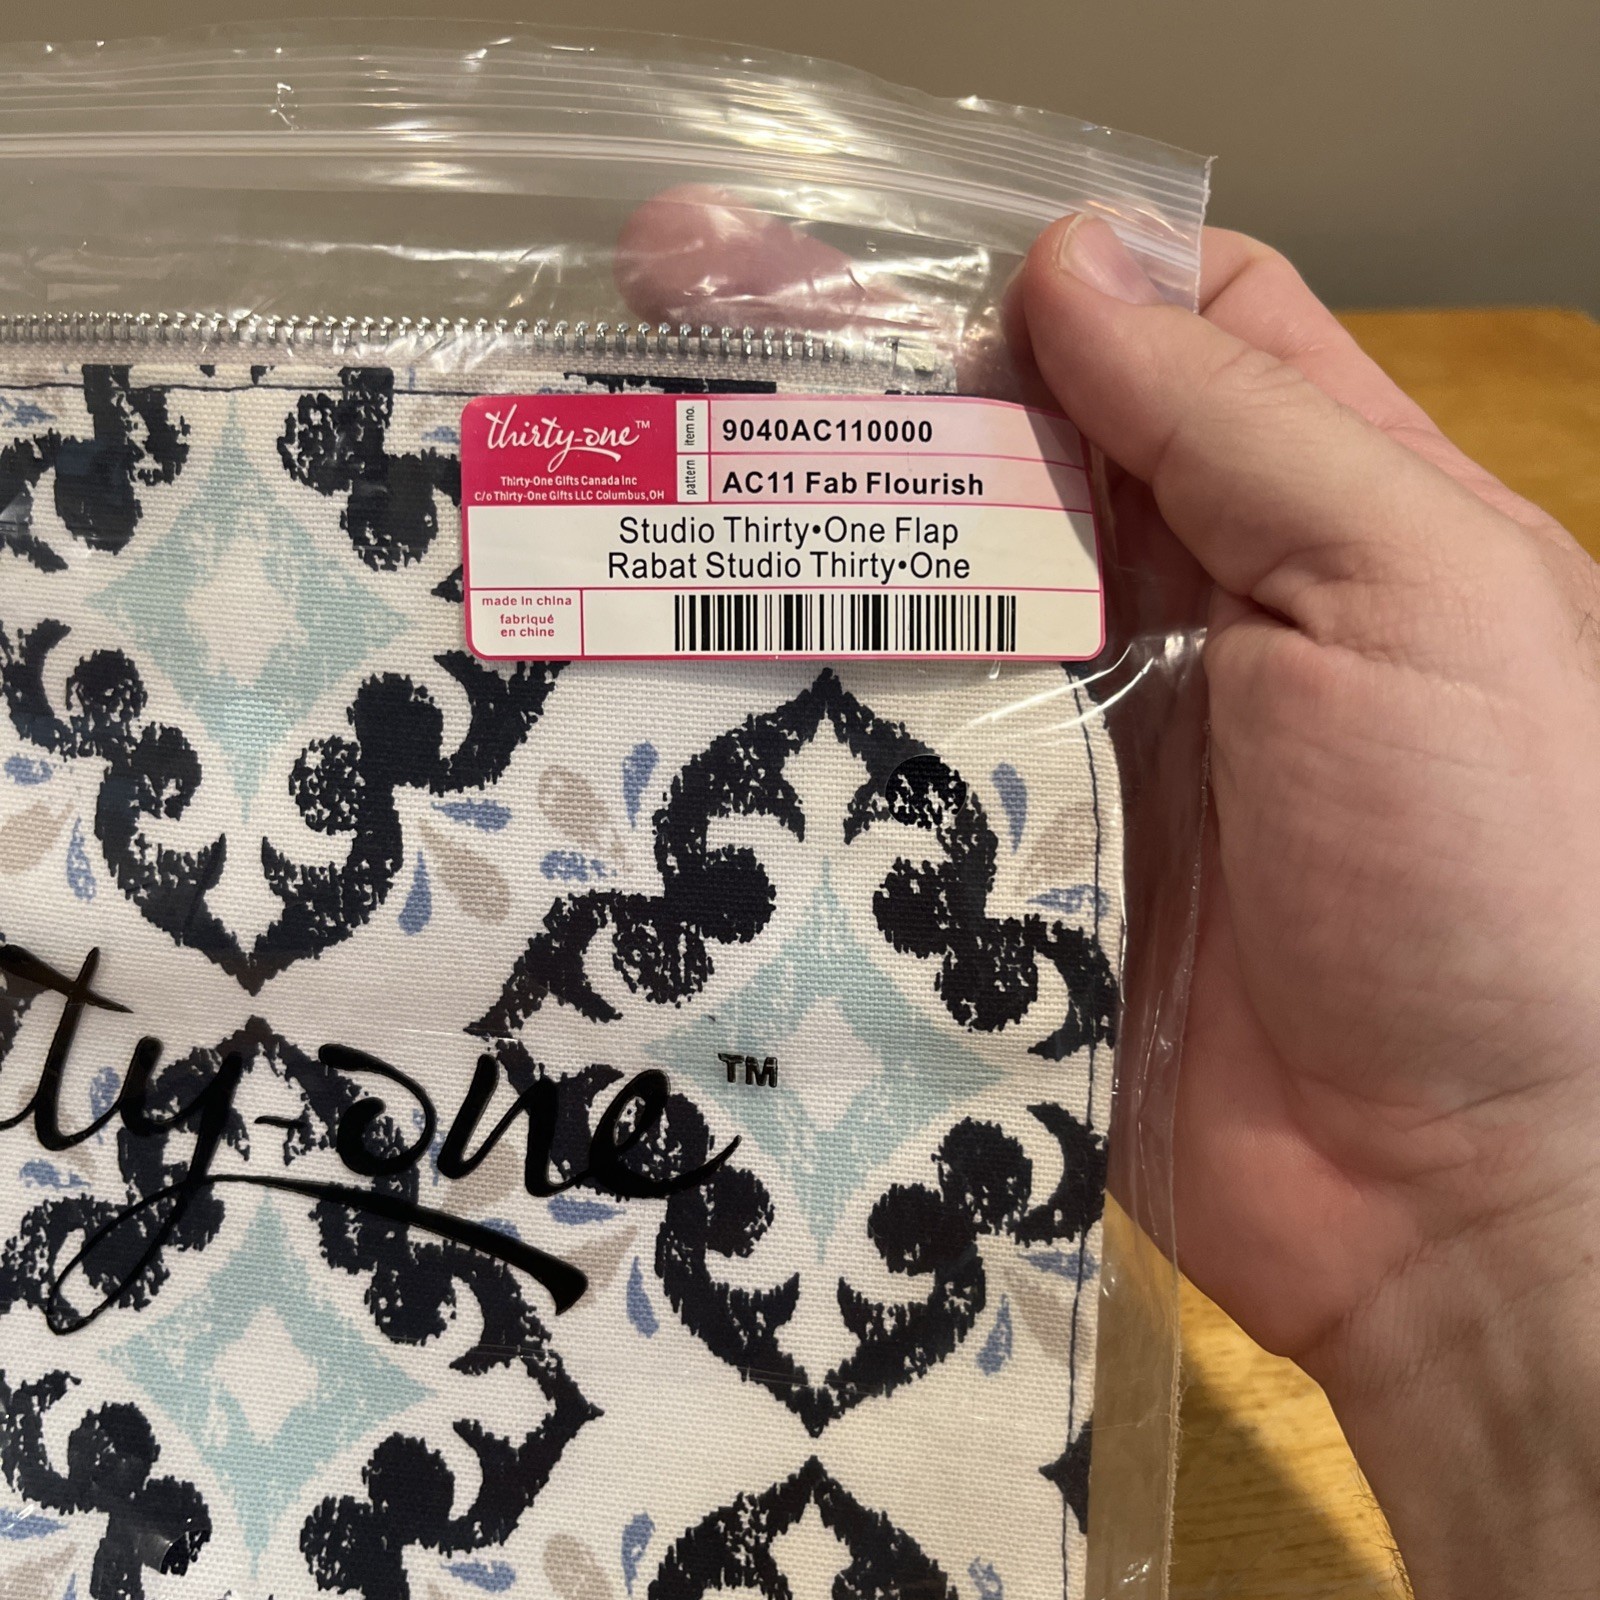 thirty-one™
Thirty-One Gifts Canada Inc
C/o Thirty-One Gifts LLC Columbus,OH
item no.
9040AC110000
pattern
AC11 Fab Flourish
Studio Thirty•One Flap
Rabat Studio Thirty•One
made in china
fabriqué
en chine
ty-one™